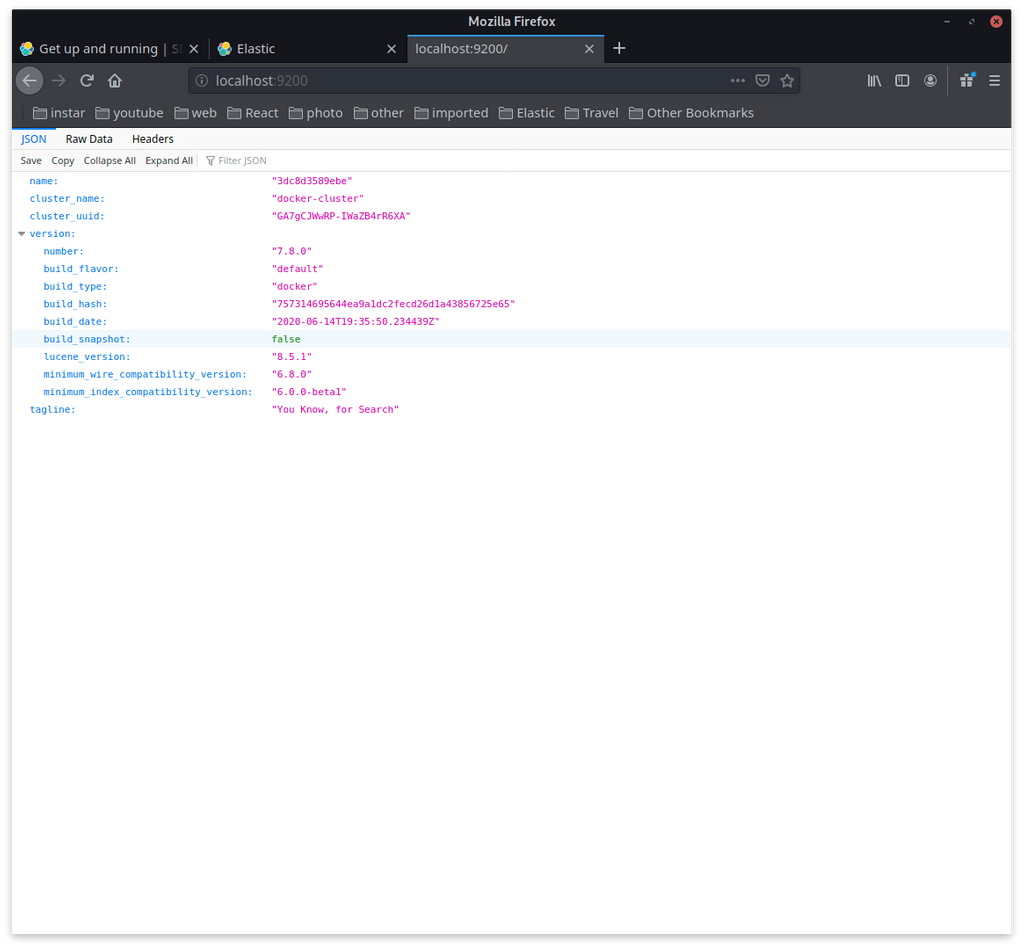 Mozilla Firefox
Get up and running | S
Elastic
localhost:9200/
localhost:9200
instar youtube web React photo other imported Elastic Travel Other Bookmarks
JSON Raw Data Headers
Save Copy Collapse All Expand All Filter JSON
name: "3dc8d3589ebe"
cluster_name: "docker-cluster"
cluster_uuid: "GA7gCJWwRP-IWaZB4rR6XA"
version:
number: "7.8.0"
build_flavor: "default"
build_type: "docker"
build_hash: "757314695644ea9a1dc2fecd26d1a43856725e65"
build_date: "2020-06-14T19:35:50.234439Z"
build_snapshot: false
lucene_version: "8.5.1"
minimum_wire_compatibility_version: "6.8.0"
minimum_index_compatibility_version: "6.0.0-beta1"
tagline: "You Know, for Search"